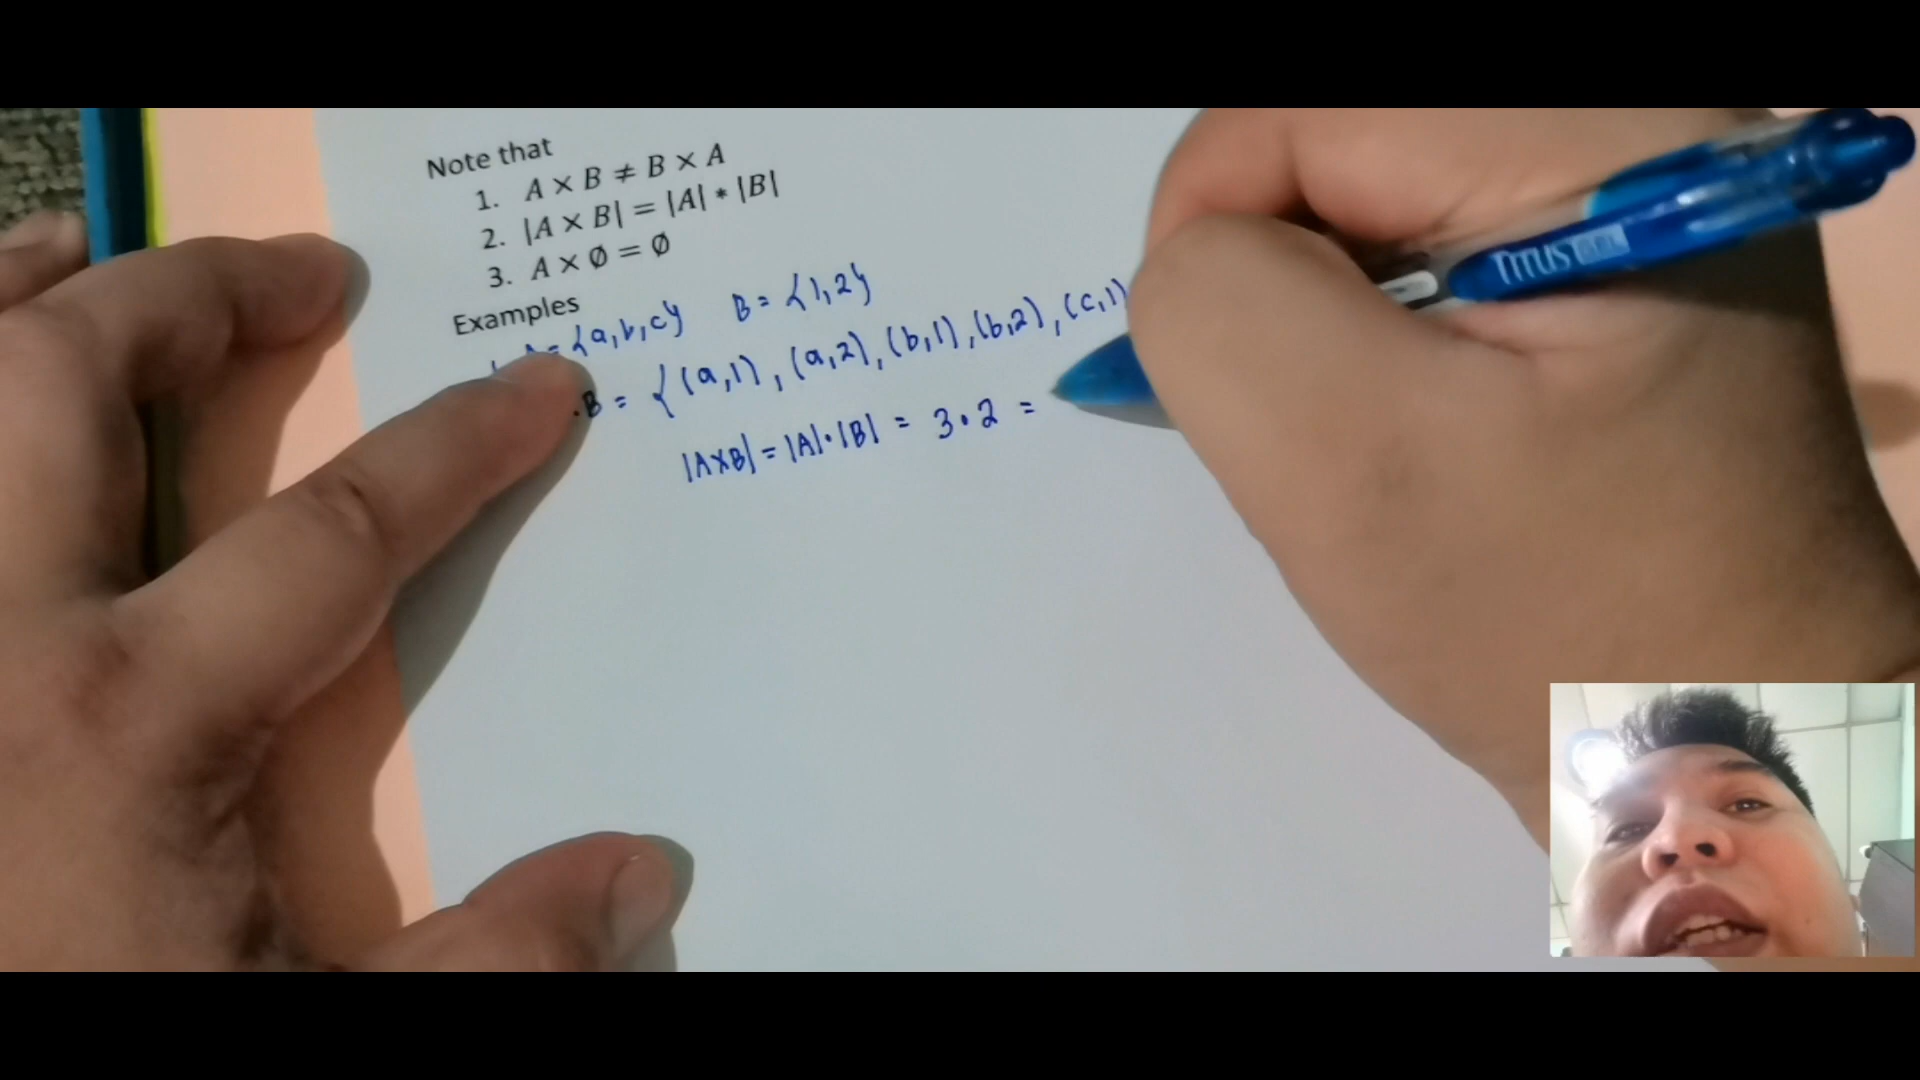 Note that
1. A × B ≠ B × A
2. |A × B| = |A| * |B|
3. A × ∅ = ∅
Examples
A = {a,b,c} B = {1,2}
B = {(a,1), (a,2), (b,1), (b,2), (c,1)
|A×B| = |A|·|B| = 3·2 =
TITUS